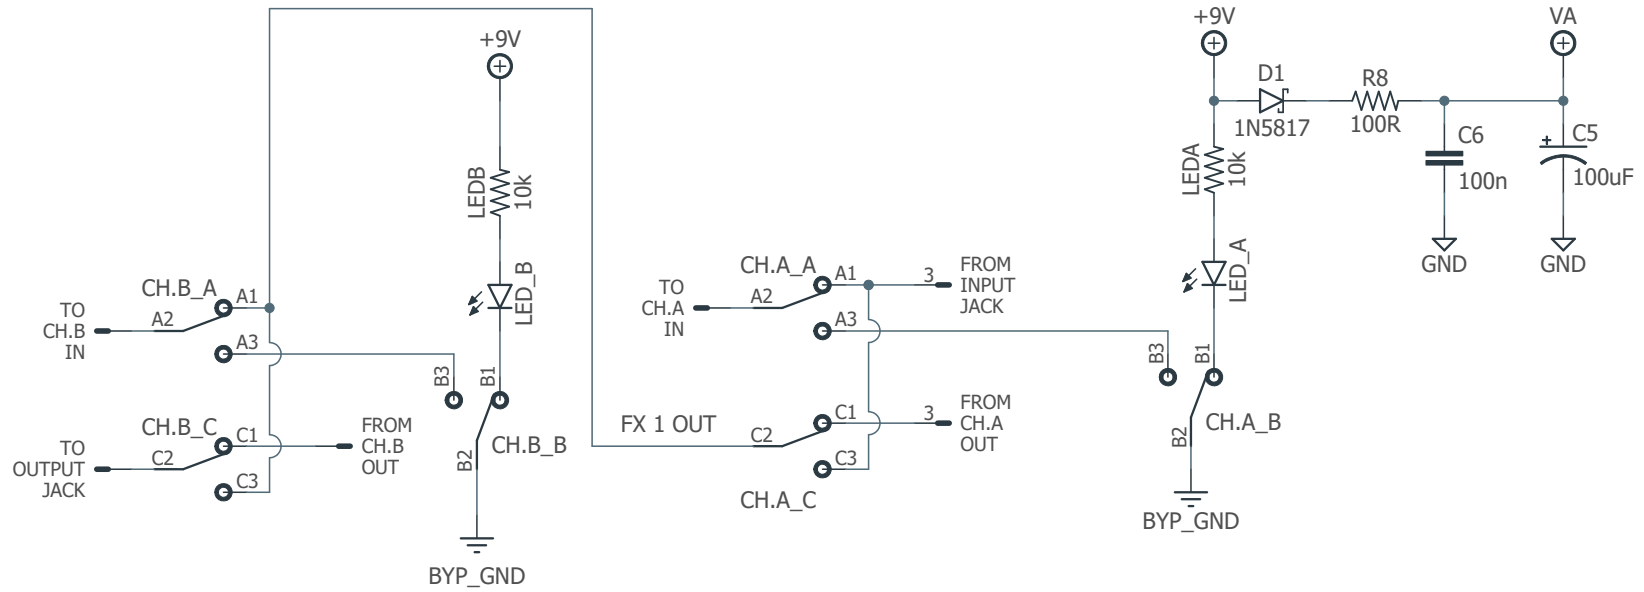 +9V
LEDB
10k
LED_B
CH.B_A
A1
TO
CH.B
IN
A2
A3
B3
B1
CH.B_C
C1
FROM
CH.B
OUT
TO
OUTPUT
JACK
C2
C3
B2
CH.B_B
BYP_GND
FX 1 OUT
CH.A_A
A1
3
FROM
INPUT
JACK
TO
CH.A
IN
A2
A3
C1
3
FROM
CH.A
OUT
C2
C3
CH.A_C
+9V
D1
1N5817
R8
100R
VA
C6
100n
C5
+
100uF
GND
GND
LEDA
10k
LED_A
B3
B1
B2
CH.A_B
BYP_GND